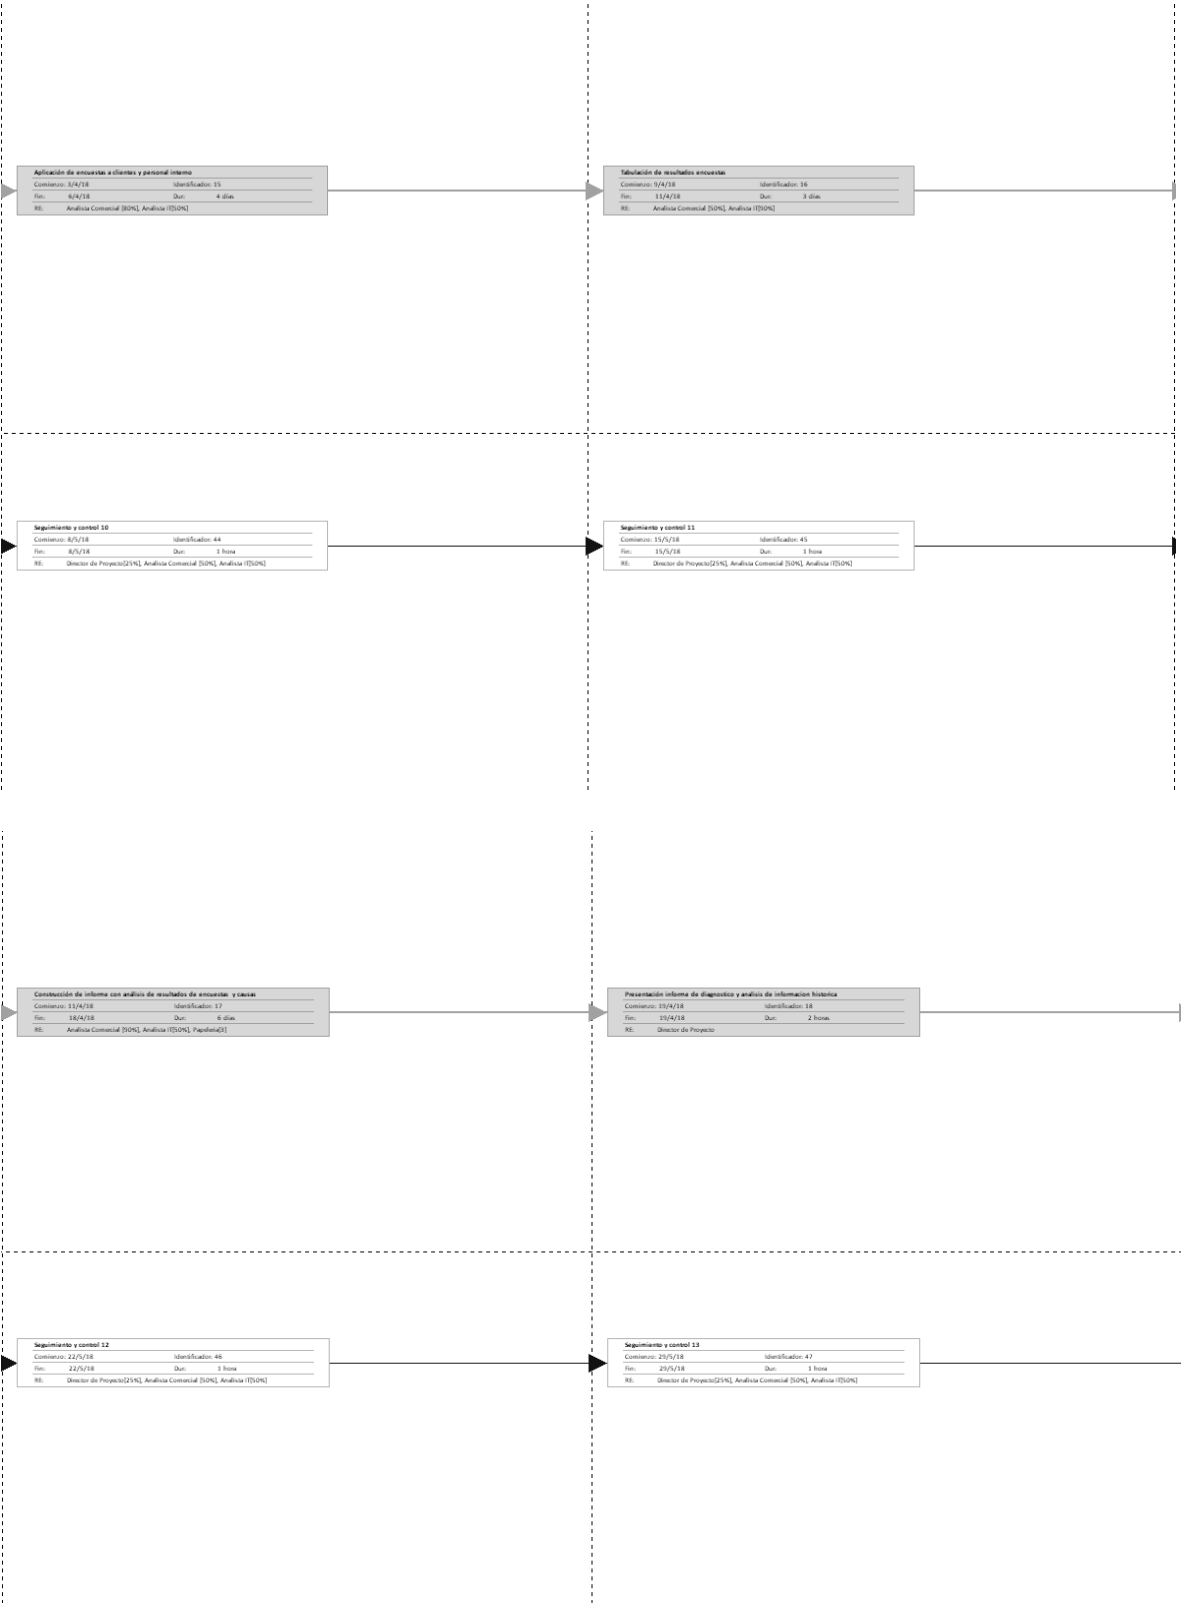 Aplicación de encuestas a clientes y personal interno
Comienzo: 3/4/18 Identificador: 15
Fin: 6/4/18 Dur: 4 días
RE: Analista Comercial [80%], Analista IT[50%]
Tabulación de resultados encuestas
Comienzo: 9/4/18 Identificador: 16
Fin: 11/4/18 Dur: 3 días
RE: Analista Comercial [50%], Analista IT[50%]
Seguimiento y control 10
Comienzo: 8/5/18 Identificador: 44
Fin: 8/5/18 Dur: 1 hora
RE: Director de Proyecto[25%], Analista Comercial [50%], Analista IT[50%]
Seguimiento y control 11
Comienzo: 15/5/18 Identificador: 45
Fin: 15/5/18 Dur: 1 hora
RE: Director de Proyecto[25%], Analista Comercial [50%], Analista IT[50%]
Construcción de informe con análisis de resultados de encuestas y causas
Comienzo: 11/4/18 Identificador: 17
Fin: 18/4/18 Dur: 6 días
RE: Analista Comercial [90%], Analista IT[50%], Papelería[3]
Presentación informe de diagnostico y analisis de informacion historica
Comienzo: 19/4/18 Identificador: 18
Fin: 19/4/18 Dur: 2 horas
RE: Director de Proyecto
Seguimiento y control 12
Comienzo: 22/5/18 Identificador: 46
Fin: 22/5/18 Dur: 1 hora
RE: Director de Proyecto[25%], Analista Comercial [50%], Analista IT[50%]
Seguimiento y control 13
Comienzo: 29/5/18 Identificador: 47
Fin: 29/5/18 Dur: 1 hora
RE: Director de Proyecto[25%], Analista Comercial [50%], Analista IT[50%]